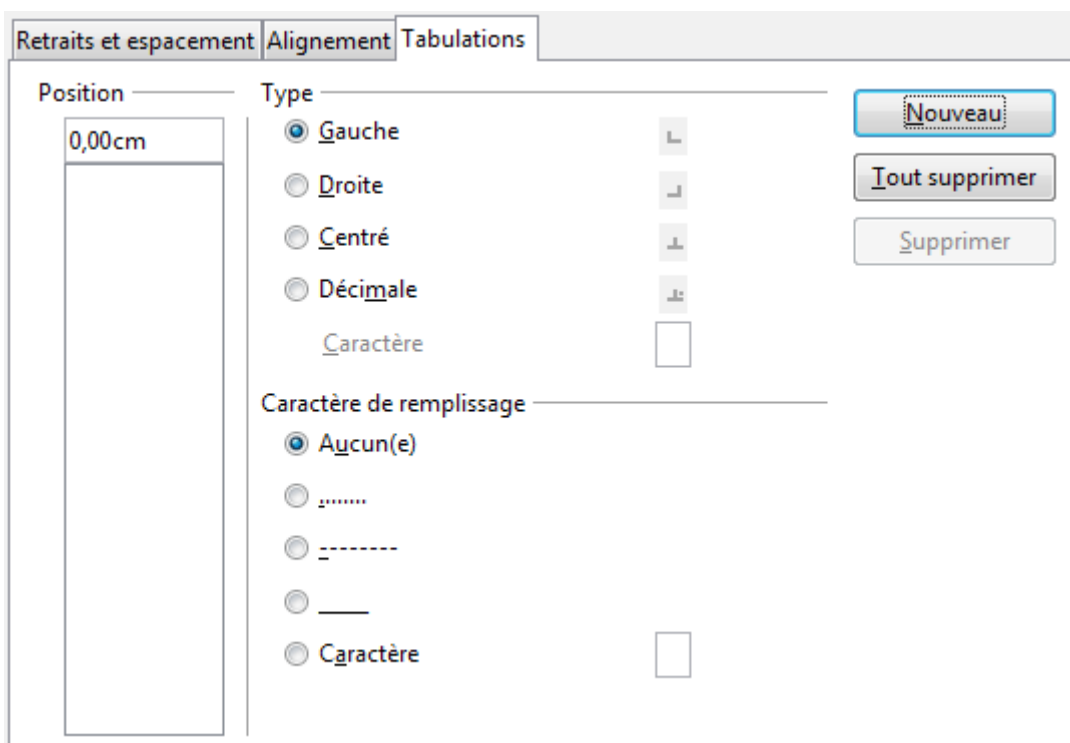 Retraits et espacement Alignement Tabulations
Position
0,00cm
Type
Gauche
Droite
Centré
Décimale
Caractère
Caractère de remplissage
Aucun(e)
........
--------
____
Caractère
Nouveau
Tout supprimer
Supprimer